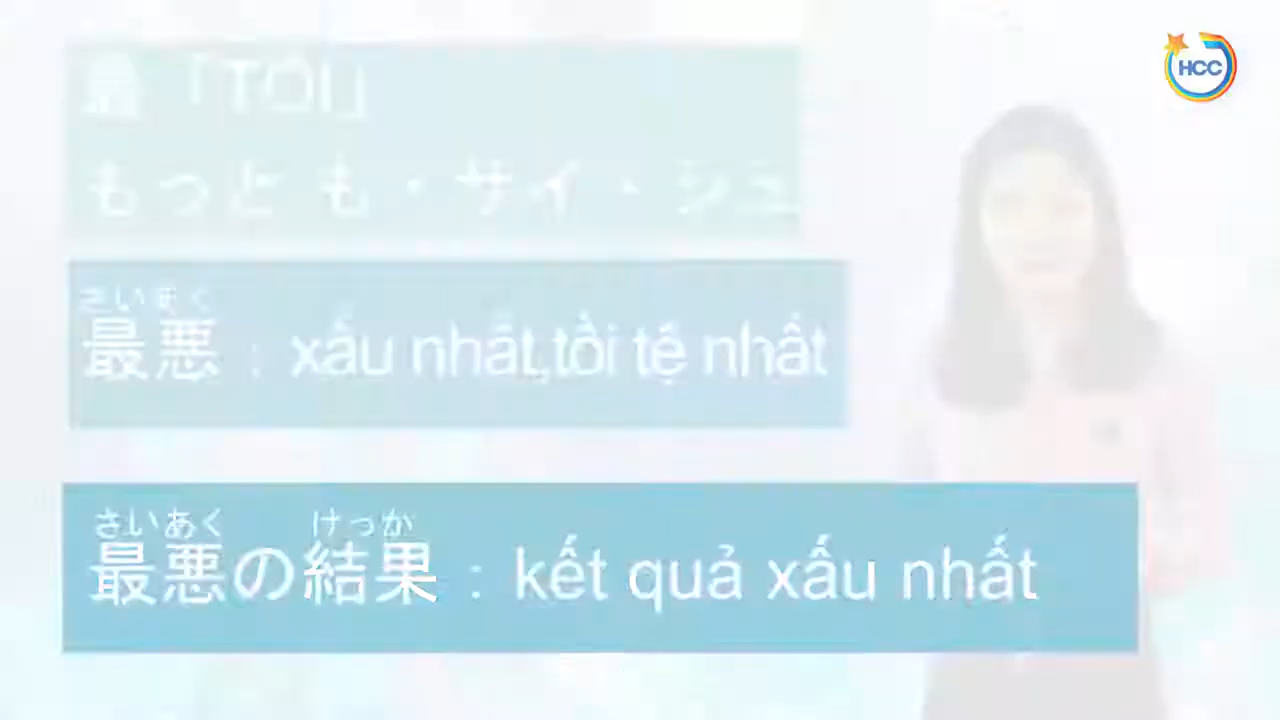 HCC
最「TỐI」
もっと も・サイ・シュ
さいあく
最悪：xấu nhất,tồi tệ nhất
さいあく けっか
最悪の結果：kết quả xấu nhất